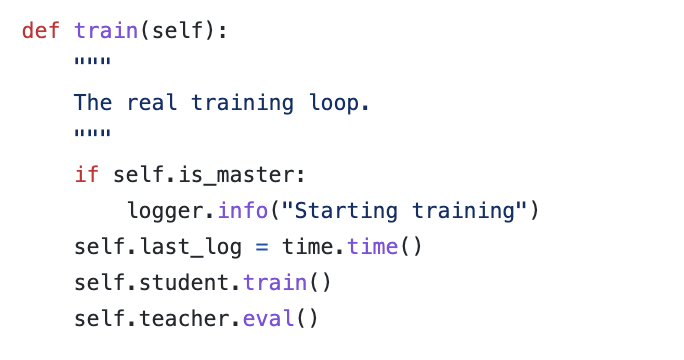 def train(self):
    """
    The real training loop.
    """
    if self.is_master:
        logger.info("Starting training")
    self.last_log = time.time()
    self.student.train()
    self.teacher.eval()